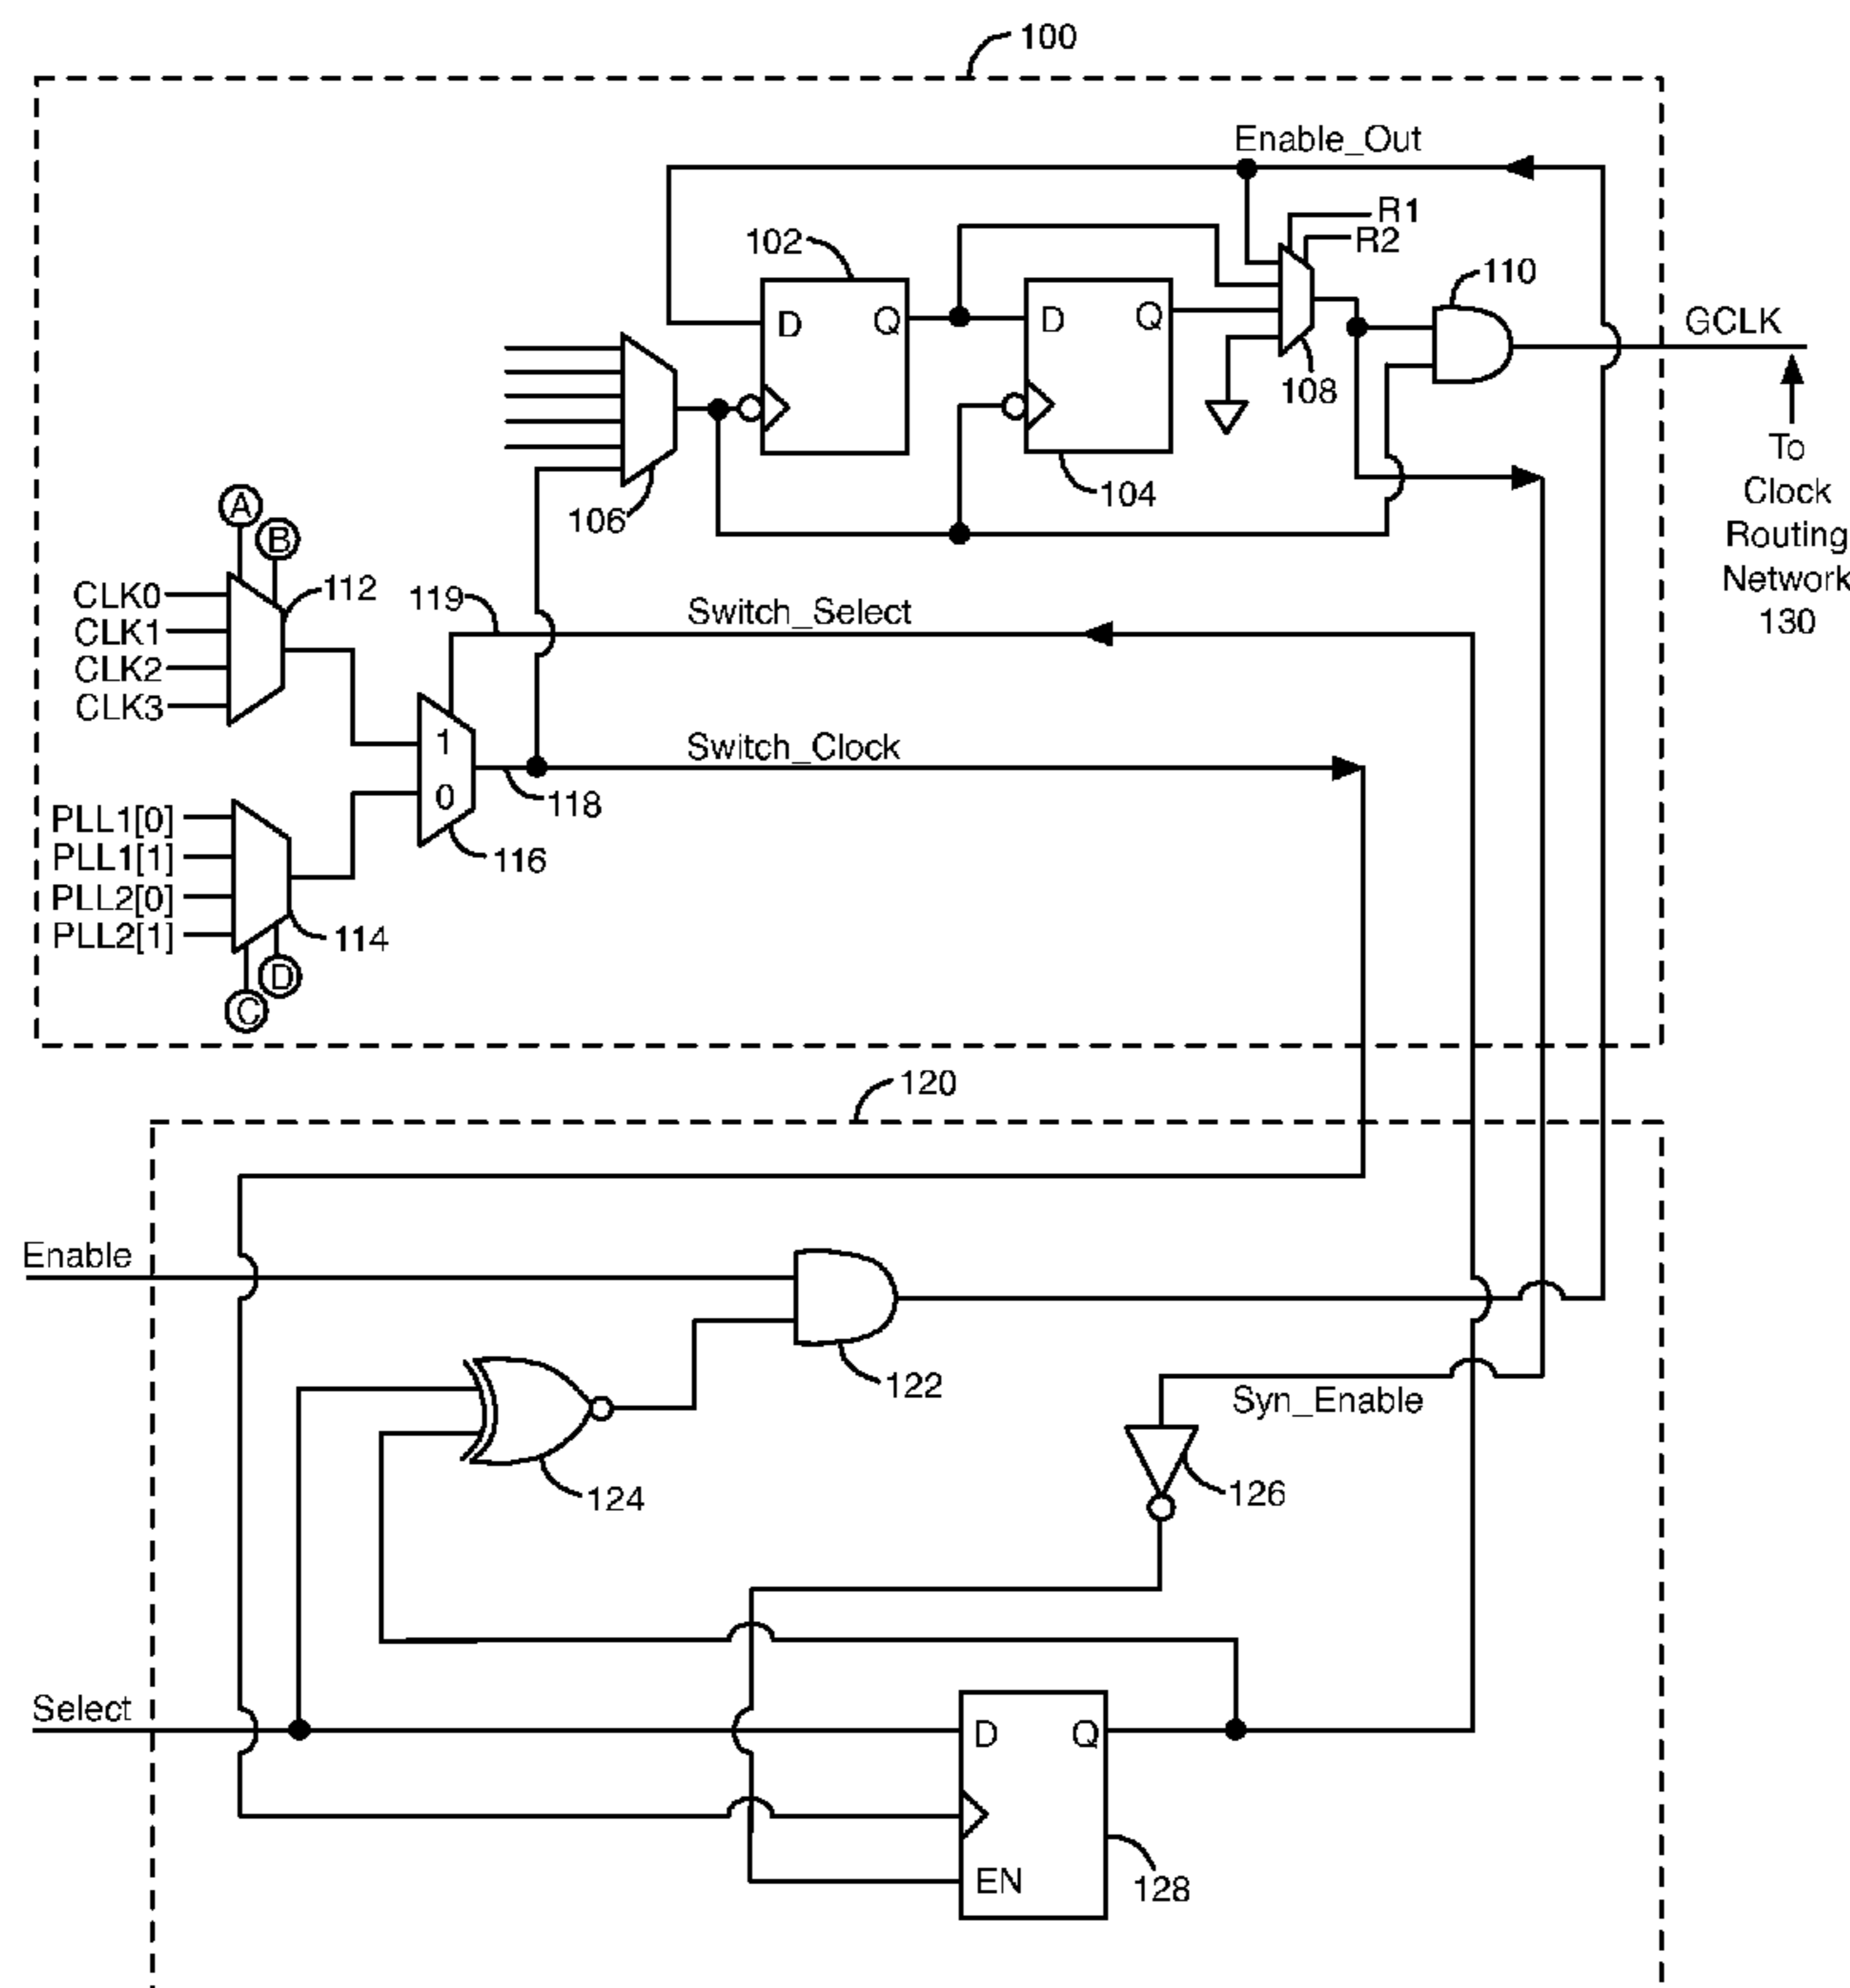 100
Enable_Out
R1
R2
102
110
D
Q
D
Q
GCLK
108
104
106
To
Clock
Routing
Network
130
A
B
112
119
Switch_Select
CLK0
CLK1
CLK2
CLK3
1
0
Switch_Clock
118
116
PLL1[0]
PLL1[1]
PLL2[0]
PLL2[1]
114
D
C
120
Enable
122
Syn_Enable
124
126
Select
D
Q
EN
128